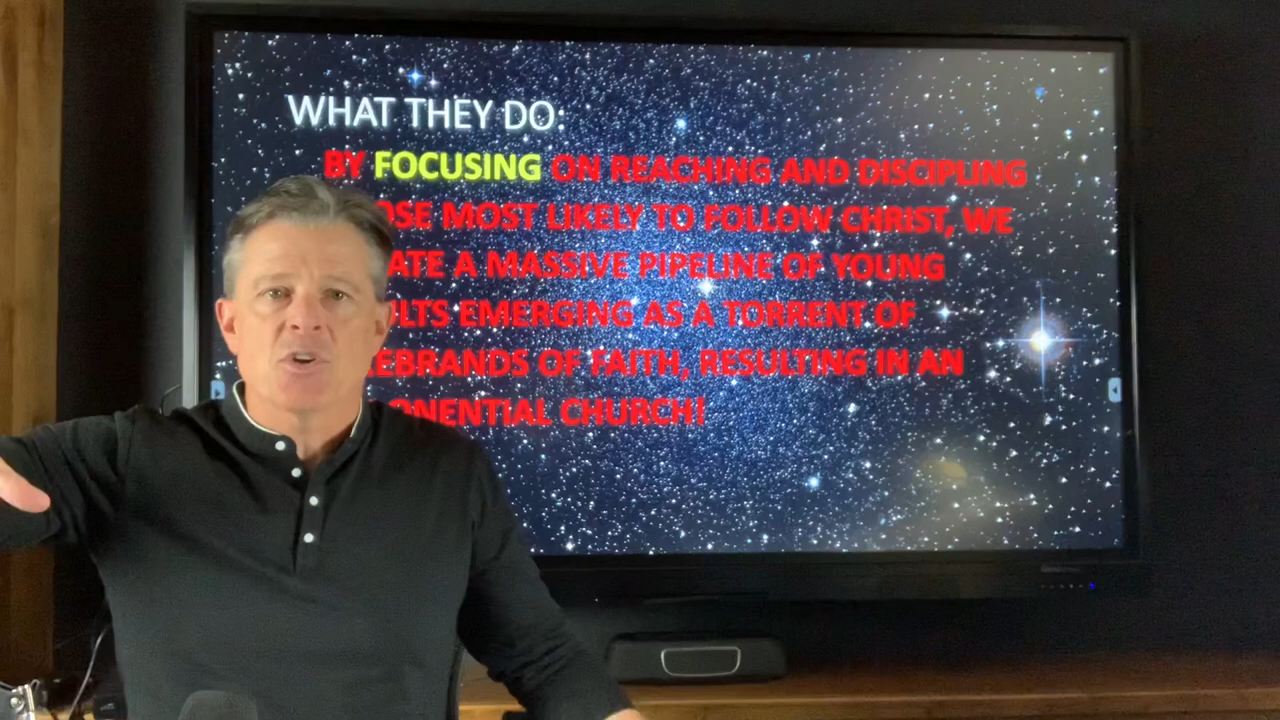 WHAT THEY DO:
BY FOCUSING ON REACHING AND DISCIPLING
MOST LIKELY TO FOLLOW CHRIST, WE
A MASSIVE PIPELINE OF YOUNG
EMERGING AS A TORRENT OF
OF FAITH, RESULTING IN AN
CHURCH!